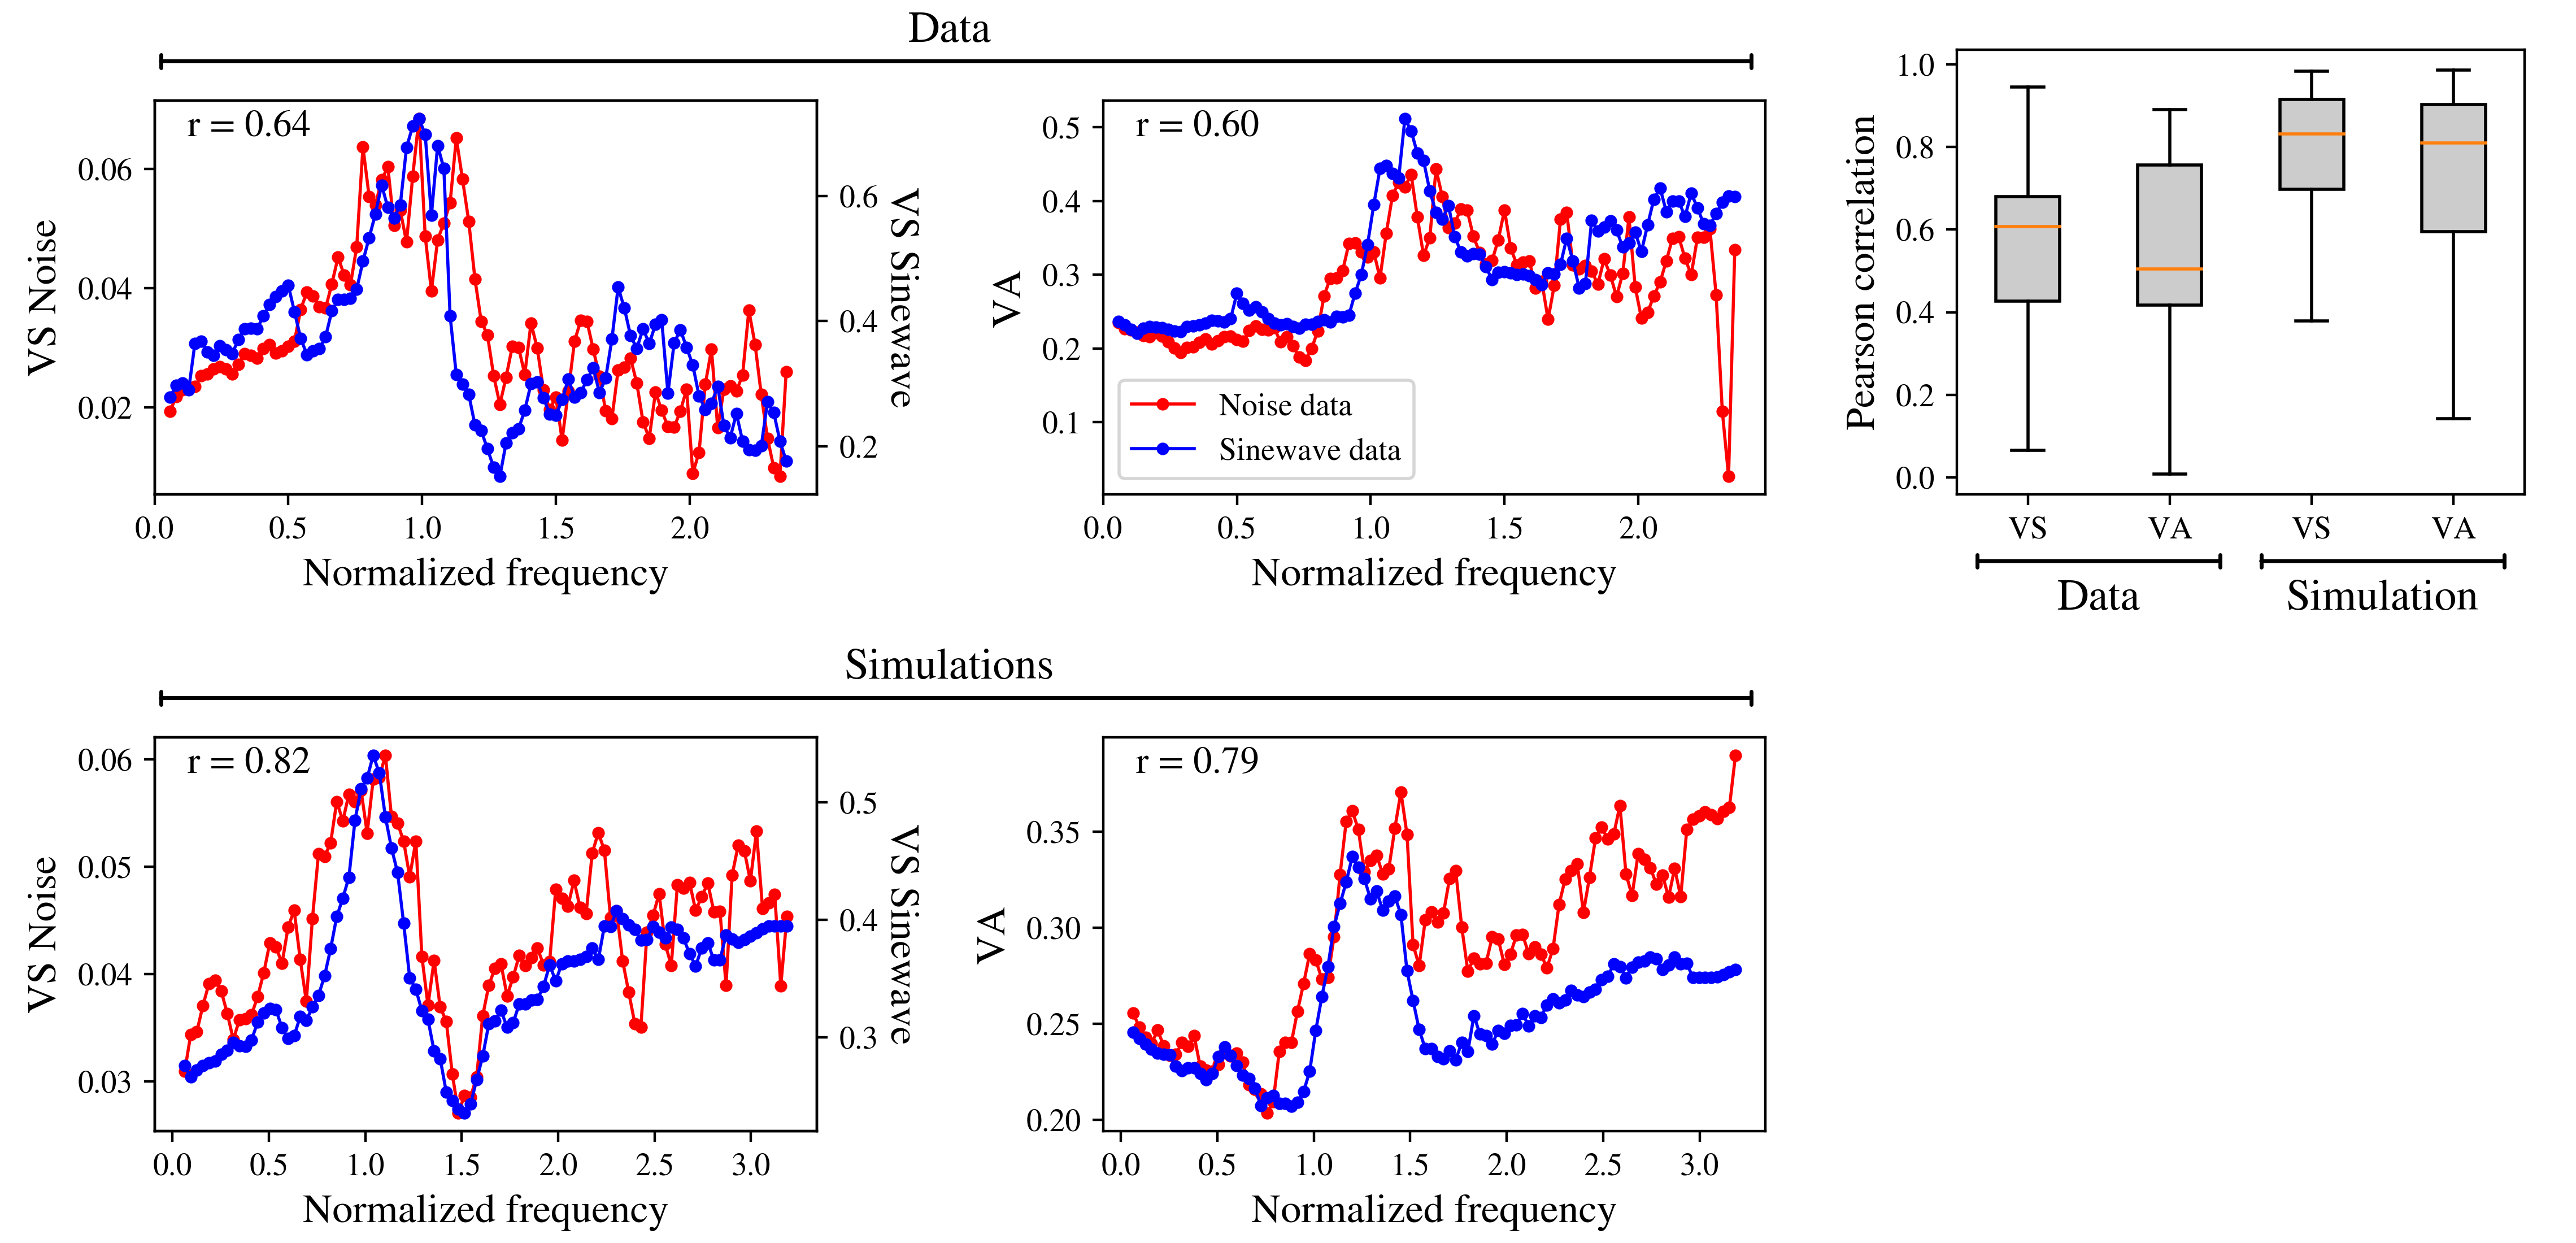 Data
r = 0.64
0.06
0.04
0.02
VS Noise
0.6
0.4
0.2
VS Sinewave
0.0 0.5 1.0 1.5 2.0
Normalized frequency
r = 0.60
0.5
0.4
0.3
0.2
0.1
VA
Noise data
Sinewave data
0.0 0.5 1.0 1.5 2.0
Normalized frequency
1.0
0.8
0.6
0.4
0.2
0.0
Pearson correlation
VS VA VS VA
Data Simulation
Simulations
r = 0.82
0.06
0.05
0.04
0.03
VS Noise
0.5
0.4
0.3
VS Sinewave
0.0 0.5 1.0 1.5 2.0 2.5 3.0
Normalized frequency
r = 0.79
0.35
0.30
0.25
0.20
VA
0.0 0.5 1.0 1.5 2.0 2.5 3.0
Normalized frequency